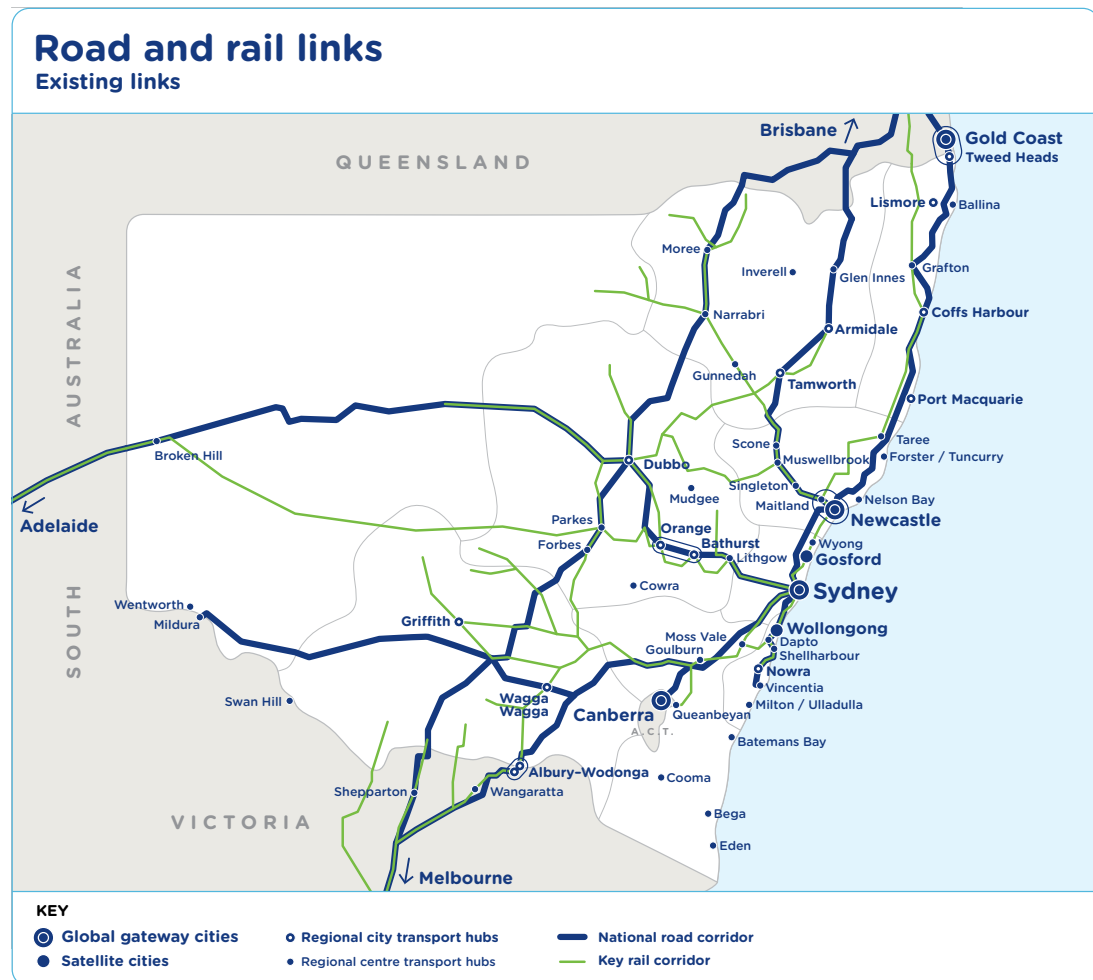 Road and rail links
Existing links
Brisbane
Gold Coast
Tweed Heads
QUEENSLAND
Lismore
Ballina
Moree
Inverell
Glen Innes
Grafton
AUSTRALIA
Narrabri
Coffs Harbour
Armidale
Gunnedah
Tamworth
Port Macquarie
Scone
Taree
Broken Hill
Forster / Tuncurry
Muswellbrook
Dubbo
Singleton
Mudgee
Maitland
Nelson Bay
Adelaide
Newcastle
Parkes
Orange
Forbes
Bathurst
Wyong
Lithgow
Gosford
Cowra
Sydney
SOUTH
Wentworth
Mildura
Griffith
Wollongong
Moss Vale
Dapto
Goulburn
Shellharbour
Nowra
Vincentia
Swan Hill
Wagga
Wagga
Milton / Ulladulla
Canberra
Queanbeyan
A.C.T.
Batemans Bay
Albury-Wodonga
Cooma
Shepparton
Wangaratta
Bega
VICTORIA
Eden
Melbourne
KEY
Global gateway cities
Regional city transport hubs
National road corridor
Satellite cities
Regional centre transport hubs
Key rail corridor